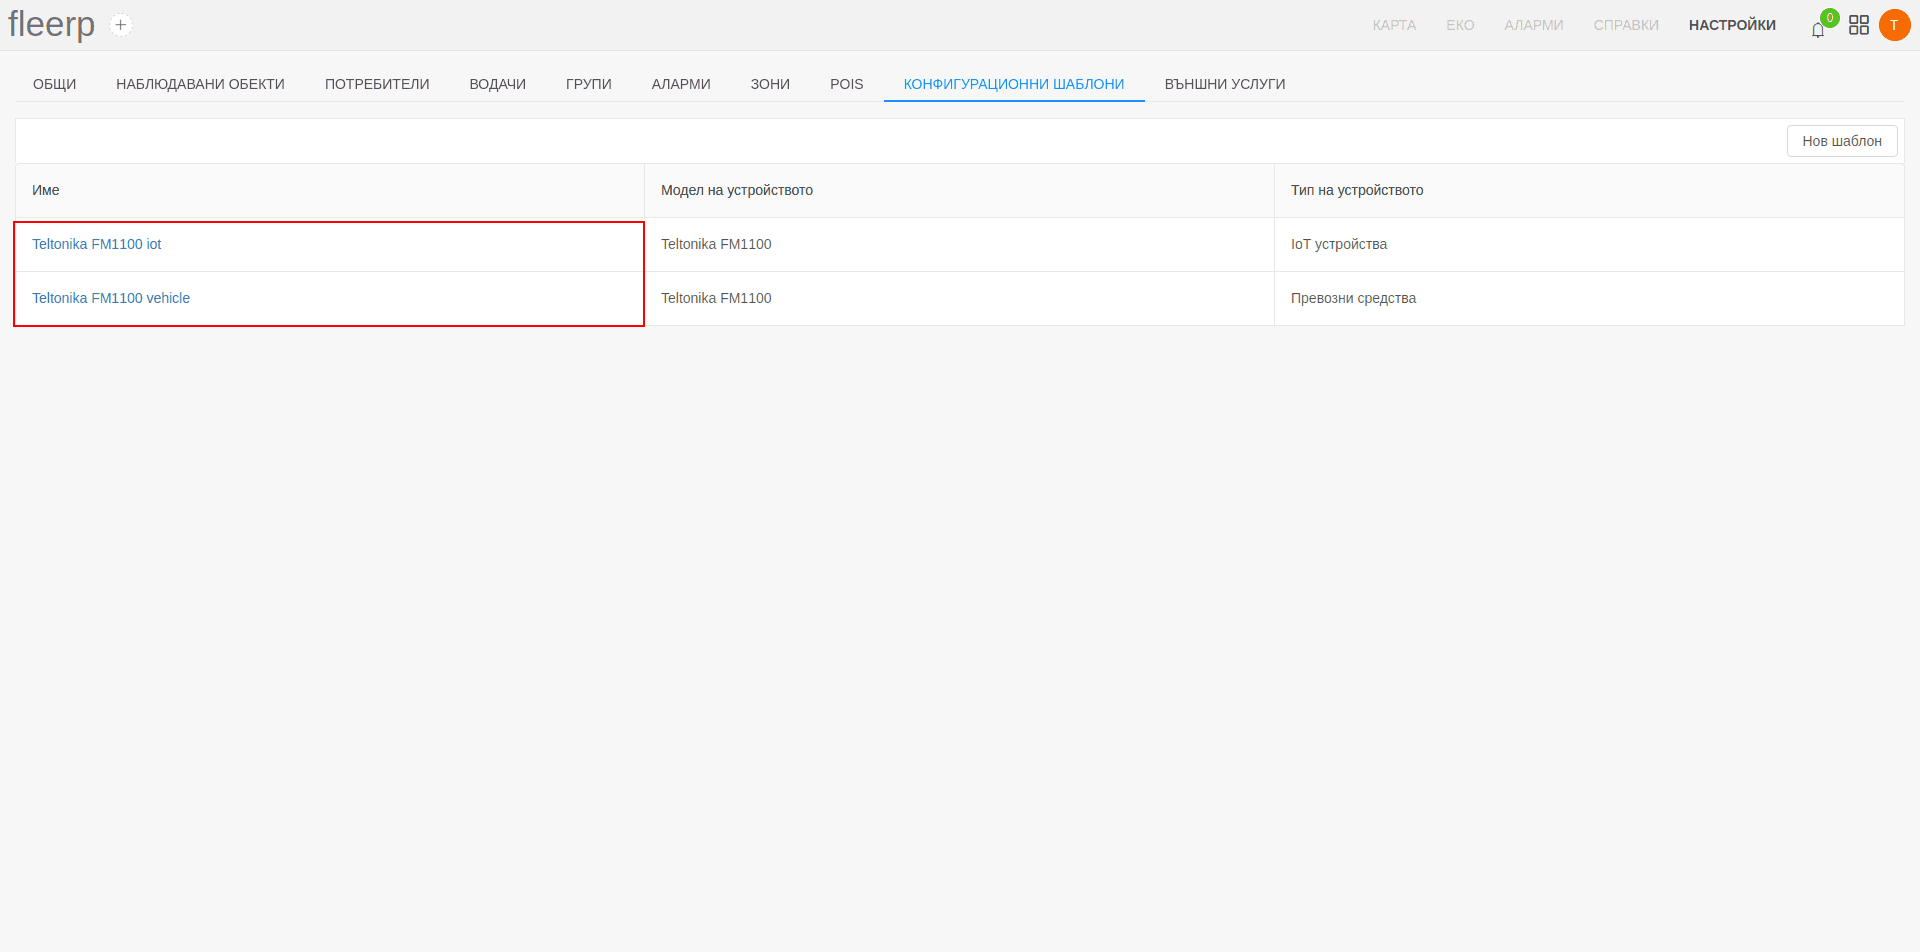 fleerp + КАРТА ЕКО АЛАРМИ СПРАВКИ НАСТРОЙКИ 0 T
ОБЩИ НАБЛЮДАВАНИ ОБЕКТИ ПОТРЕБИТЕЛИ ВОДАЧИ ГРУПИ АЛАРМИ ЗОНИ POIS КОНФИГУРАЦИОННИ ШАБЛОНИ ВЪНШНИ УСЛУГИ
Нов шаблон
Име Модел на устройството Тип на устройството
Teltonika FM1100 iot Teltonika FM1100 IoT устройства
Teltonika FM1100 vehicle Teltonika FM1100 Превозни средства